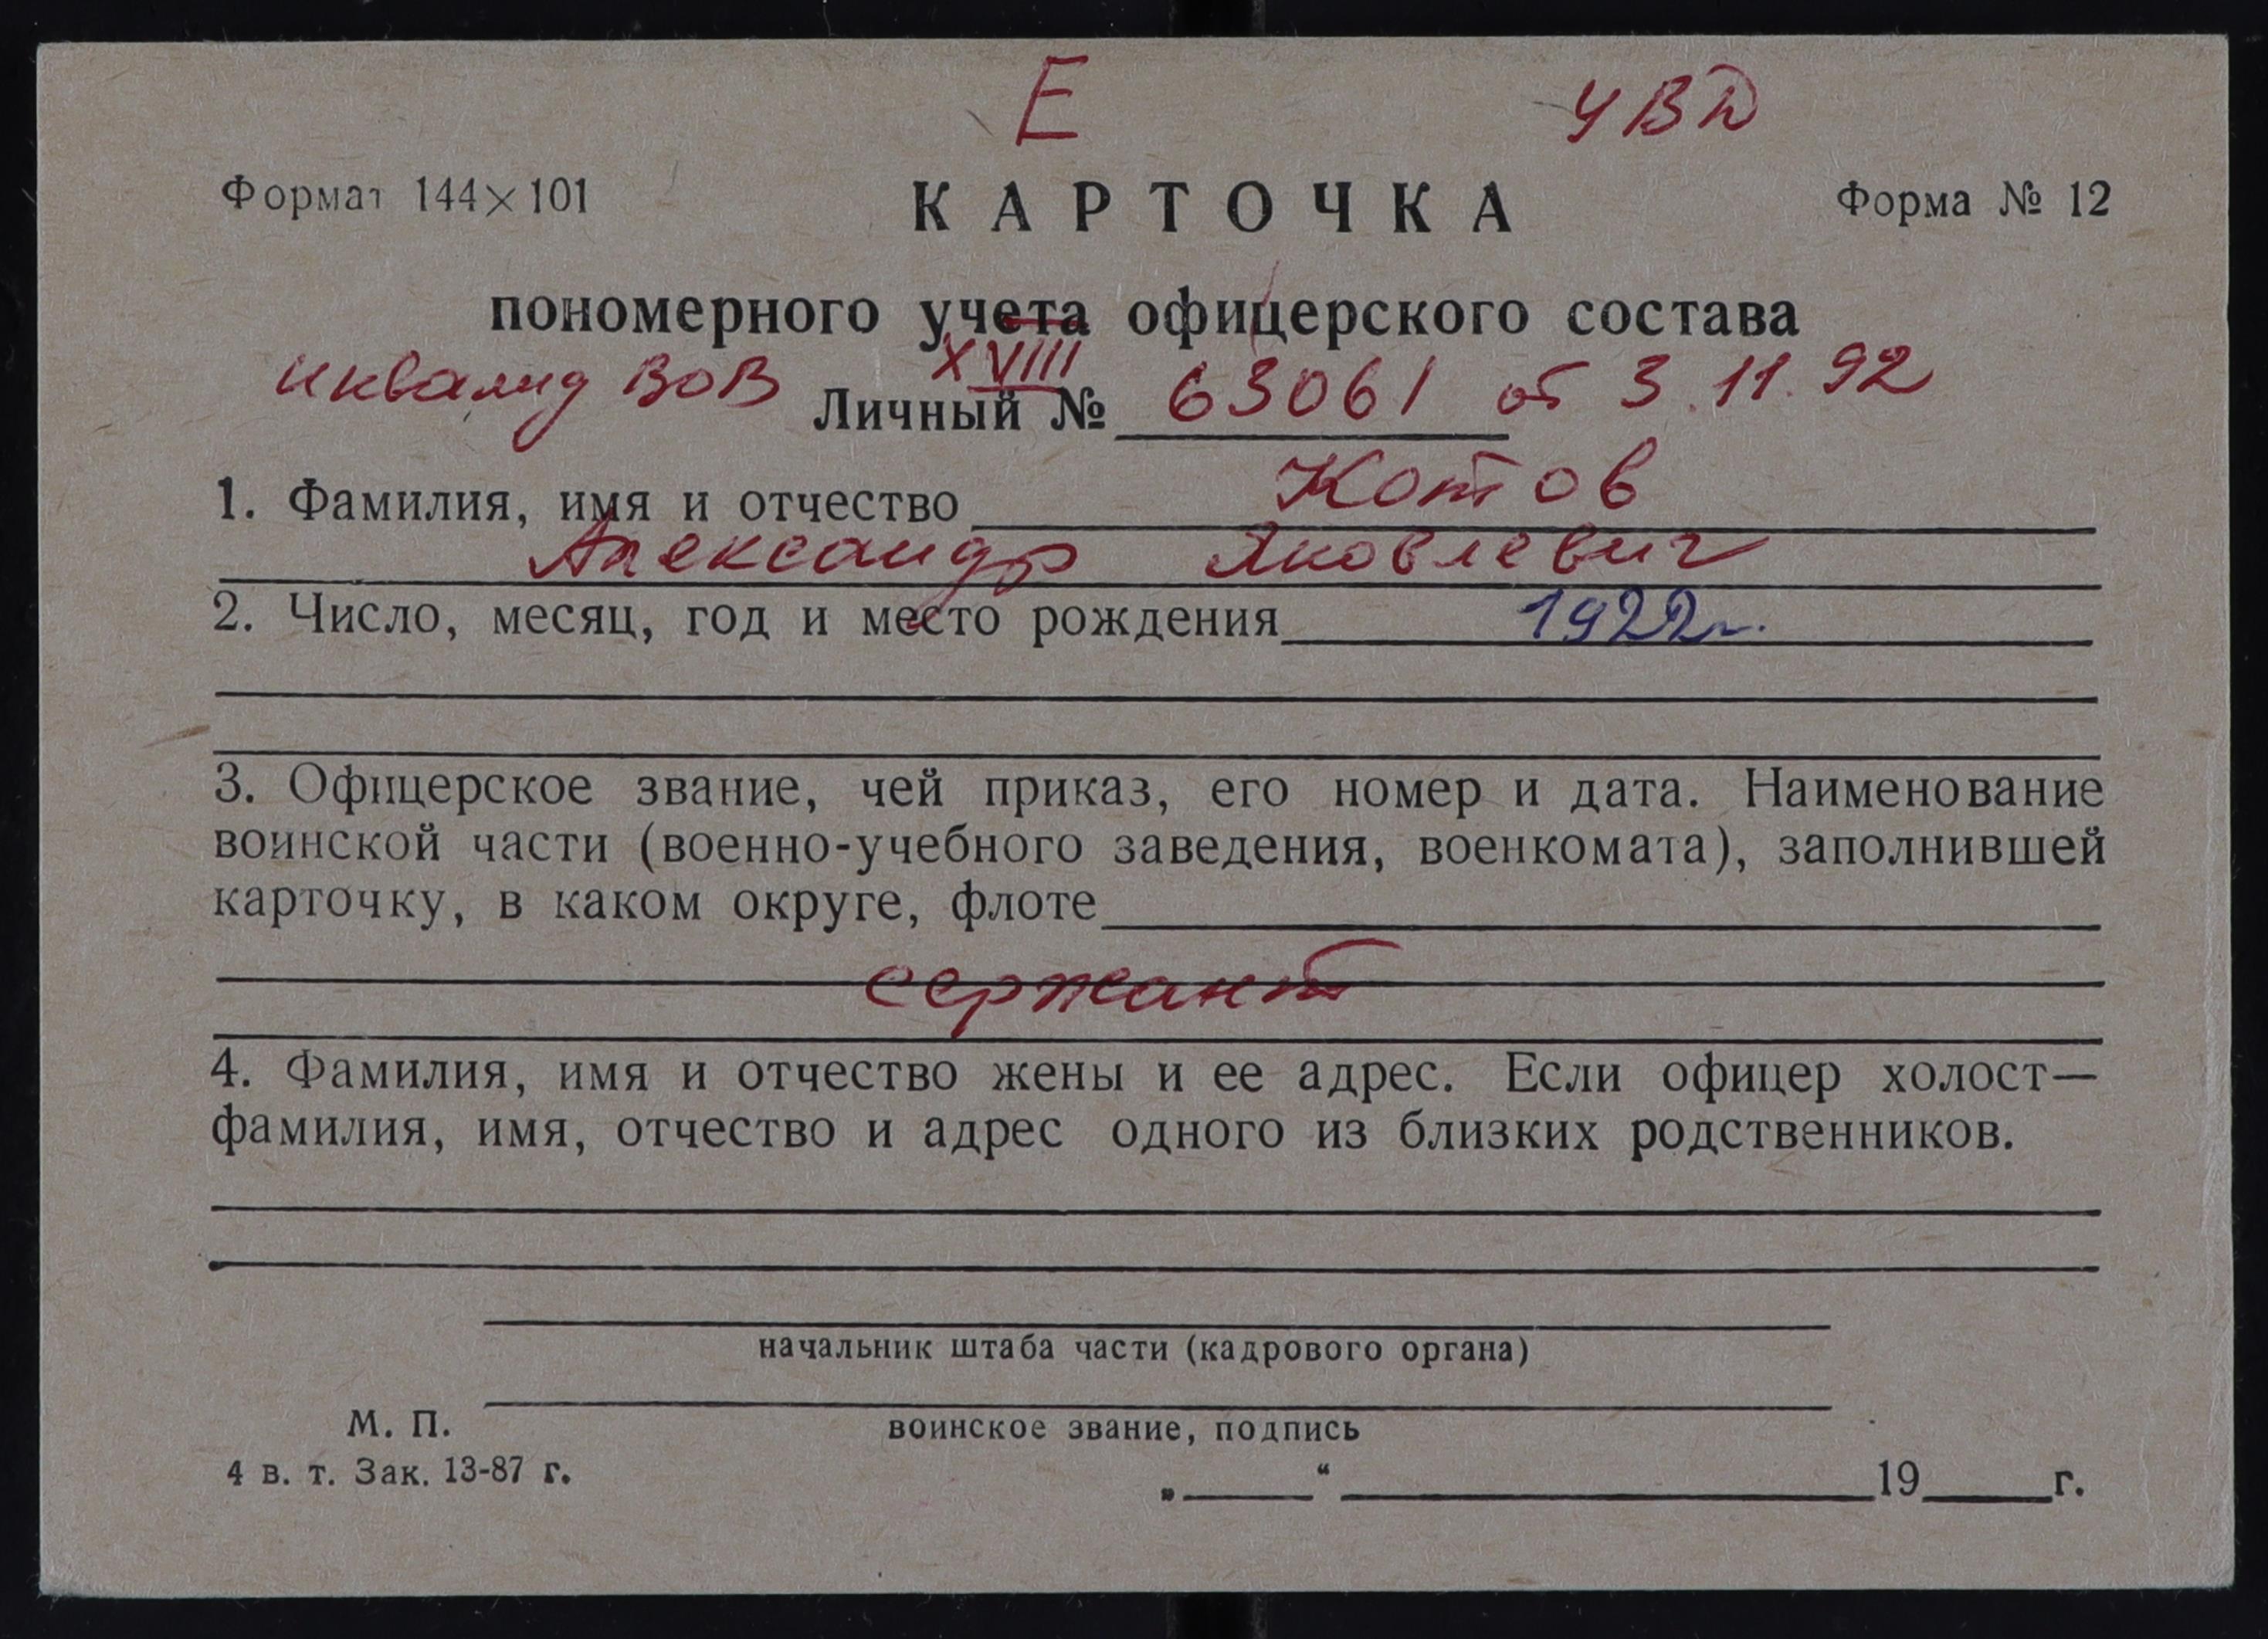 Е УВД
Формат 144×101 КАРТОЧКА Форма № 12
пономерного учета офицерского состава
инвалид ВОВ XVIII
Личный № 63061 от 3.11.92
1. Фамилия, имя и отчество Котов
Александр Яковлевич
2. Число, месяц, год и место рождения 1922г.
3. Офицерское звание, чей приказ, его номер и дата. Наименование
воинской части (военно-учебного заведения, военкомата), заполнившей
карточку, в каком округе, флоте
сержант
4. Фамилия, имя и отчество жены и ее адрес. Если офицер холост—
фамилия, имя, отчество и адрес одного из близких родственников.
начальник штаба части (кадрового органа)
М. П.
воинское звание, подпись
4 в. т. Зак. 13-87 г.
„ “ 19 г.